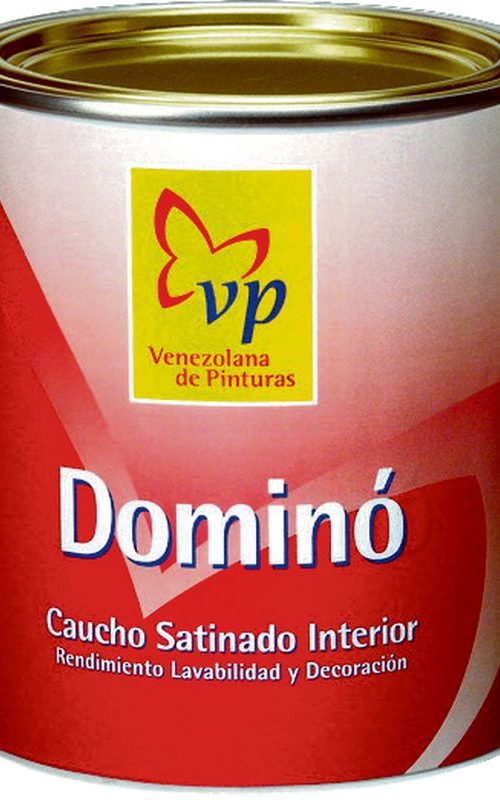 vp
Venezolana
de Pinturas
Dominó
Caucho Satinado Interior
Rendimiento Lavabilidad y Decoración